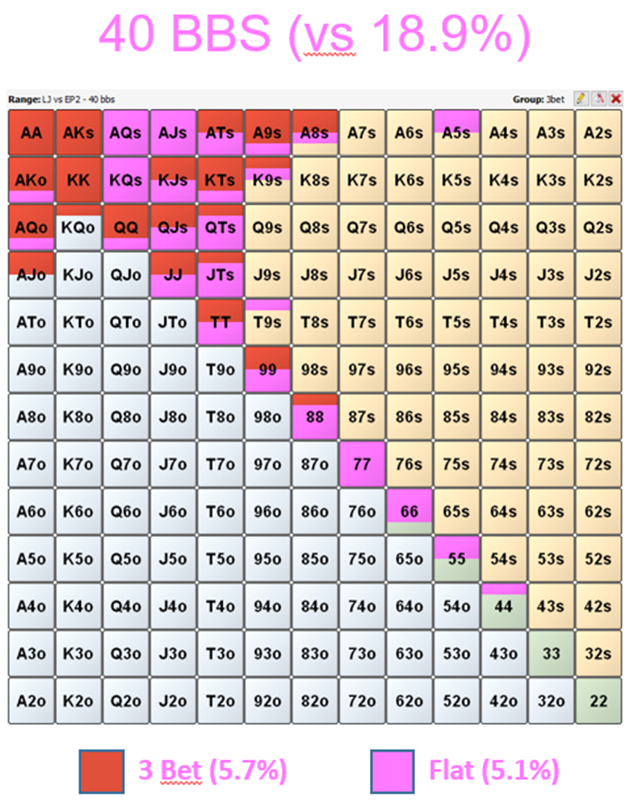 40 BBS (vs 18.9%)
Range: LJ vs EP2 - 40 bbs Group: 3bet
AA AKs AQs AJs ATs A9s A8s A7s A6s A5s A4s A3s A2s
AKo KK KQs KJs KTs K9s K8s K7s K6s K5s K4s K3s K2s
AQo KQo QQ QJs QTs Q9s Q8s Q7s Q6s Q5s Q4s Q3s Q2s
AJo KJo QJo JJ JTs J9s J8s J7s J6s J5s J4s J3s J2s
ATo KTo QTo JTo TT T9s T8s T7s T6s T5s T4s T3s T2s
A9o K9o Q9o J9o T9o 99 98s 97s 96s 95s 94s 93s 92s
A8o K8o Q8o J8o T8o 98o 88 87s 86s 85s 84s 83s 82s
A7o K7o Q7o J7o T7o 97o 87o 77 76s 75s 74s 73s 72s
A6o K6o Q6o J6o T6o 96o 86o 76o 66 65s 64s 63s 62s
A5o K5o Q5o J5o T5o 95o 85o 75o 65o 55 54s 53s 52s
A4o K4o Q4o J4o T4o 94o 84o 74o 64o 54o 44 43s 42s
A3o K3o Q3o J3o T3o 93o 83o 73o 63o 53o 43o 33 32s
A2o K2o Q2o J2o T2o 92o 82o 72o 62o 52o 42o 32o 22
3 Bet (5.7%) Flat (5.1%)